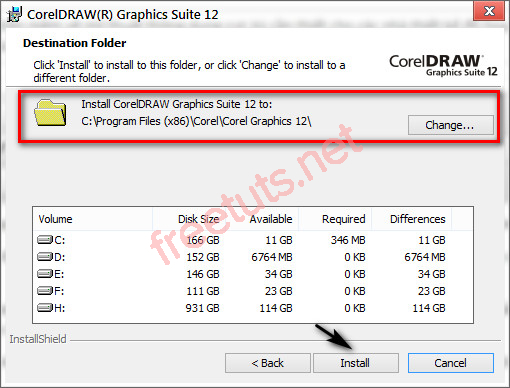 CorelDRAW(R) Graphics Suite 12
Destination Folder
Click 'Install' to install to this folder, or click 'Change' to install to a
different folder.
CorelDRAW
Graphics Suite 12
Install CorelDRAW Graphics Suite 12 to:
C:\Program Files (x86)\Corel\Corel Graphics 12\
Change...
Volume Disk Size Available Required Differences
C: 166 GB 11 GB 346 MB 11 GB
D: 152 GB 6764 MB 0 KB 6764 MB
E: 146 GB 34 GB 0 KB 34 GB
F: 111 GB 23 GB 0 KB 23 GB
H: 931 GB 114 GB 0 KB 114 GB
freetuts.net
InstallShield
< Back Install Cancel